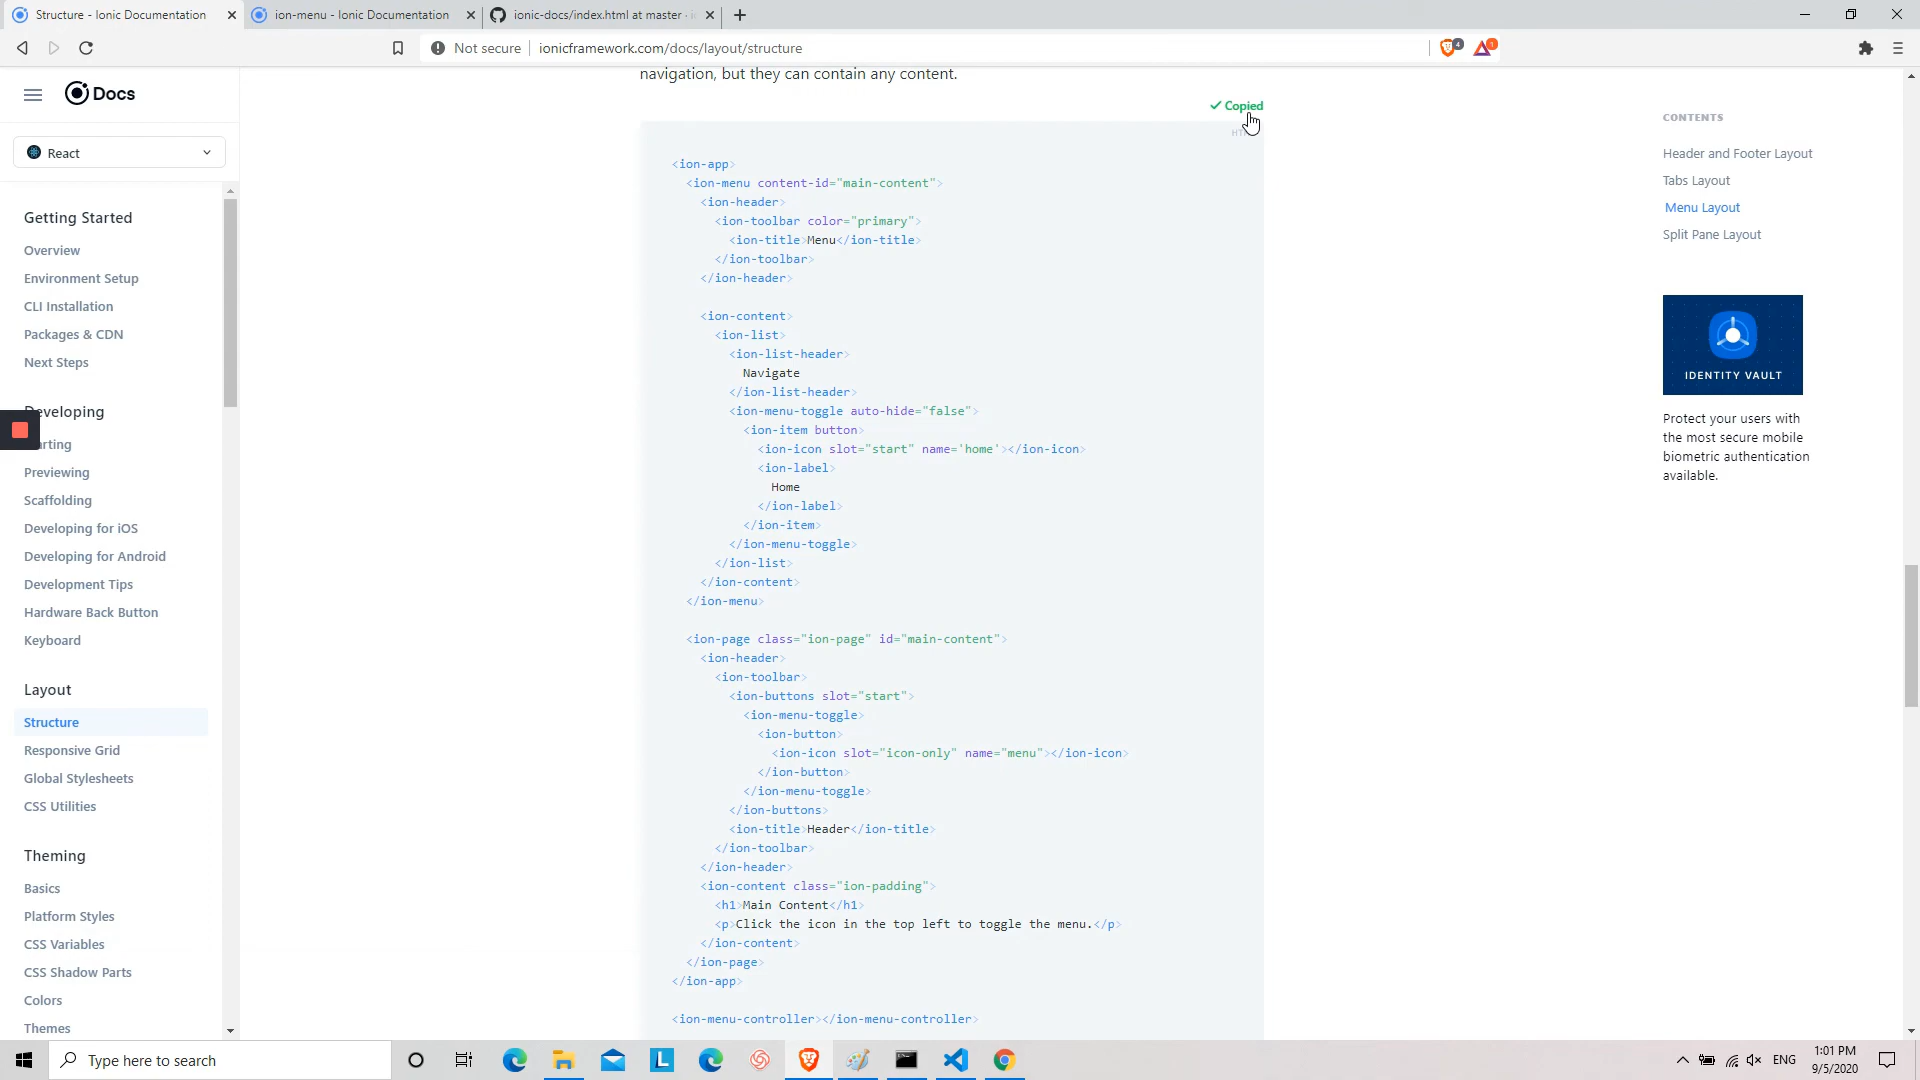 Structure - Ionic Documentation
ion-menu - Ionic Documentation
ionic-docs/index.html at master ·
Not secure
ionicframework.com/docs/layout/structure
4
1
Docs
React
Getting Started
Overview
Environment Setup
CLI Installation
Packages & CDN
Next Steps
Developing
arting
Previewing
Scaffolding
Developing for iOS
Developing for Android
Development Tips
Hardware Back Button
Keyboard
Layout
Structure
Responsive Grid
Global Stylesheets
CSS Utilities
Theming
Basics
Platform Styles
CSS Variables
CSS Shadow Parts
Colors
Themes
navigation, but they can contain any content.
Copied
<ion-app>
<ion-menu content-id="main-content">
<ion-header>
<ion-toolbar color="primary">
<ion-title>Menu</ion-title>
</ion-toolbar>
</ion-header>
<ion-content>
<ion-list>
<ion-list-header>
Navigate
</ion-list-header>
<ion-menu-toggle auto-hide="false">
<ion-item button>
<ion-icon slot="start" name='home'></ion-icon>
<ion-label>
Home
</ion-label>
</ion-item>
</ion-menu-toggle>
</ion-list>
</ion-content>
</ion-menu>
<ion-page class="ion-page" id="main-content">
<ion-header>
<ion-toolbar>
<ion-buttons slot="start">
<ion-menu-toggle>
<ion-button>
<ion-icon slot="icon-only" name="menu"></ion-icon>
</ion-button>
</ion-menu-toggle>
</ion-buttons>
<ion-title>Header</ion-title>
</ion-toolbar>
</ion-header>
<ion-content class="ion-padding">
<h1>Main Content</h1>
<p>Click the icon in the top left to toggle the menu.</p>
</ion-content>
</ion-page>
</ion-app>
<ion-menu-controller></ion-menu-controller>
CONTENTS
Header and Footer Layout
Tabs Layout
Menu Layout
Split Pane Layout
IDENTITY VAULT
Protect your users with
the most secure mobile
biometric authentication
available.
Type here to search
L
ENG
1:01 PM
9/5/2020